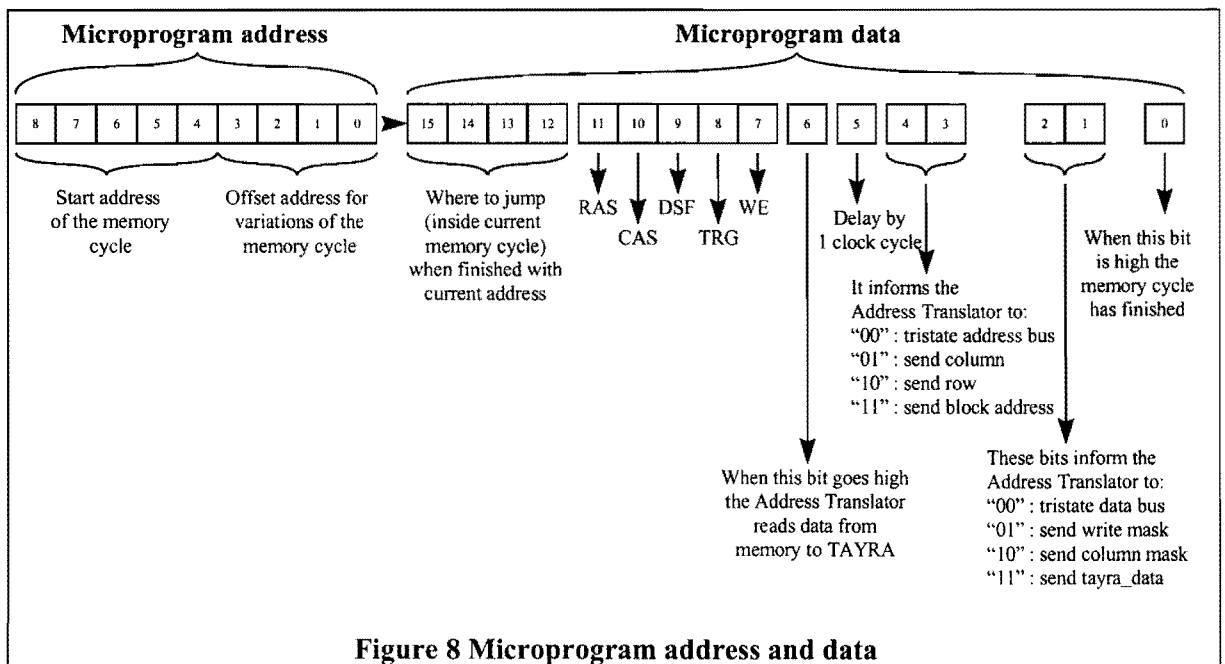 Microprogram address
Microprogram data
8 7 6 5 4 3 2 1 0
15 14 13 12 11 10 9 8 7 6 5 4 3 2 1 0
Start address
of the memory
cycle
Offset address for
variations of the
memory cycle
Where to jump
(inside current
memory cycle)
when finished with
current address
RAS
CAS
DSF
TRG
WE
Delay by
1 clock cycle
When this bit
is high the
memory cycle
has finished
It informs the
Address Translator to:
“00” : tristate address bus
“01” : send column
“10” : send row
“11” : send block address
When this bit goes high
the Address Translator
reads data from
memory to TAYRA
These bits inform the
Address Translator to:
“00” : tristate data bus
“01” : send write mask
“10” : send column mask
“11” : send tayra_data
Figure 8 Microprogram address and data